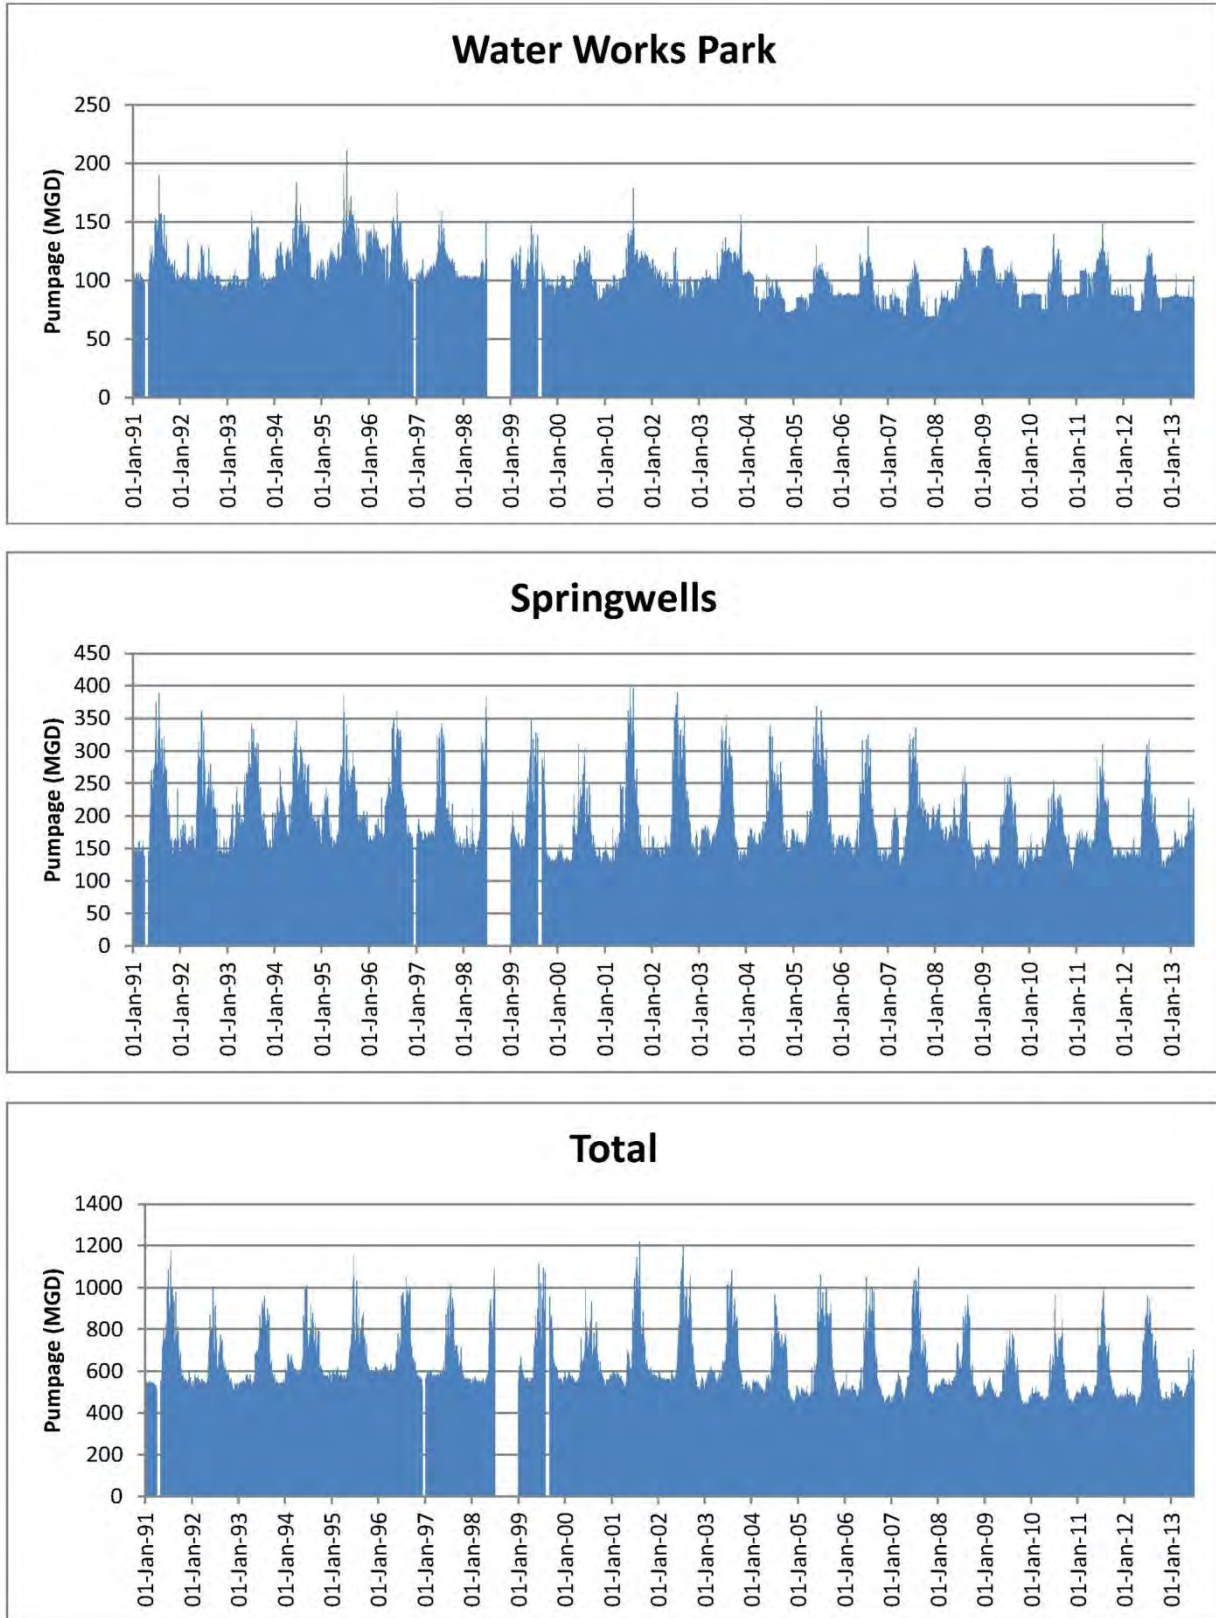 Water Works Park
Pumpage (MGD)
250
200
150
100
50
0
01-Jan-91
01-Jan-92
01-Jan-93
01-Jan-94
01-Jan-95
01-Jan-96
01-Jan-97
01-Jan-98
01-Jan-99
01-Jan-00
01-Jan-01
01-Jan-02
01-Jan-03
01-Jan-04
01-Jan-05
01-Jan-06
01-Jan-07
01-Jan-08
01-Jan-09
01-Jan-10
01-Jan-11
01-Jan-12
01-Jan-13
Springwells
Pumpage (MGD)
450
400
350
300
250
200
150
100
50
0
01-Jan-91
01-Jan-92
01-Jan-93
01-Jan-94
01-Jan-95
01-Jan-96
01-Jan-97
01-Jan-98
01-Jan-99
01-Jan-00
01-Jan-01
01-Jan-02
01-Jan-03
01-Jan-04
01-Jan-05
01-Jan-06
01-Jan-07
01-Jan-08
01-Jan-09
01-Jan-10
01-Jan-11
01-Jan-12
01-Jan-13
Total
Pumpage (MGD)
1400
1200
1000
800
600
400
200
0
01-Jan-91
01-Jan-92
01-Jan-93
01-Jan-94
01-Jan-95
01-Jan-96
01-Jan-97
01-Jan-98
01-Jan-99
01-Jan-00
01-Jan-01
01-Jan-02
01-Jan-03
01-Jan-04
01-Jan-05
01-Jan-06
01-Jan-07
01-Jan-08
01-Jan-09
01-Jan-10
01-Jan-11
01-Jan-12
01-Jan-13